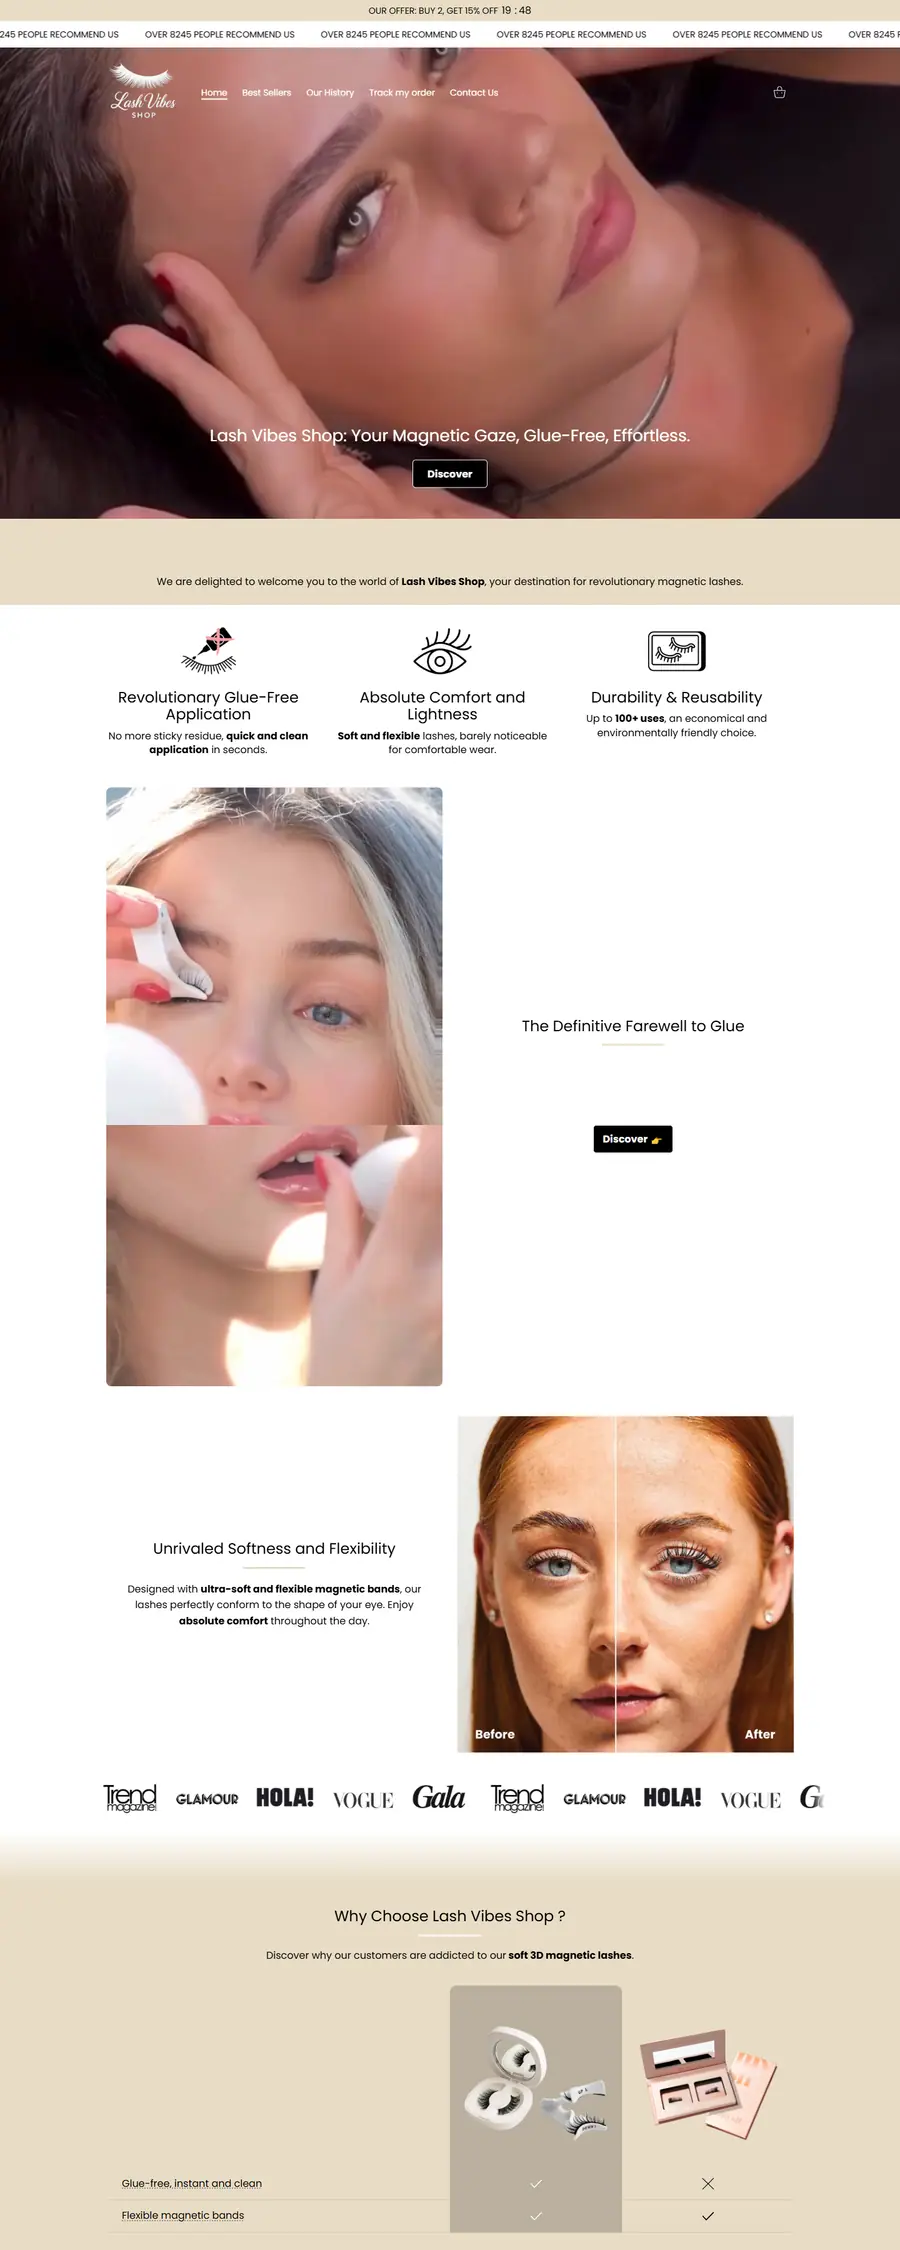 OUR OFFER: BUY 2, GET 15% OFF 19 : 48
245 PEOPLE RECOMMEND US OVER 8245 PEOPLE RECOMMEND US OVER 8245 PEOPLE RECOMMEND US OVER 8245 PEOPLE RECOMMEND US OVER 8245 PEOPLE RECOMMEND US OVER 8245 P
Lash Vibes
SHOP
Home Best Sellers Our History Track my order Contact Us
Lash Vibes Shop: Your Magnetic Gaze, Glue-Free, Effortless.
Discover
We are delighted to welcome you to the world of Lash Vibes Shop, your destination for revolutionary magnetic lashes.
Revolutionary Glue-Free
Application
No more sticky residue, quick and clean
application in seconds.
Absolute Comfort and
Lightness
Soft and flexible lashes, barely noticeable
for comfortable wear.
Durability & Reusability
Up to 100+ uses, an economical and
environmentally friendly choice.
The Definitive Farewell to Glue
Discover 👉
Unrivaled Softness and Flexibility
Designed with ultra-soft and flexible magnetic bands, our
lashes perfectly conform to the shape of your eye. Enjoy
absolute comfort throughout the day.
Before After
Trend
magazine GLAMOUR HOLA! VOGUE Gala Trend
magazine GLAMOUR HOLA! VOGUE G
Why Choose Lash Vibes Shop ?
Discover why our customers are addicted to our soft 3D magnetic lashes.
Glue-free, instant and clean
Flexible magnetic bands